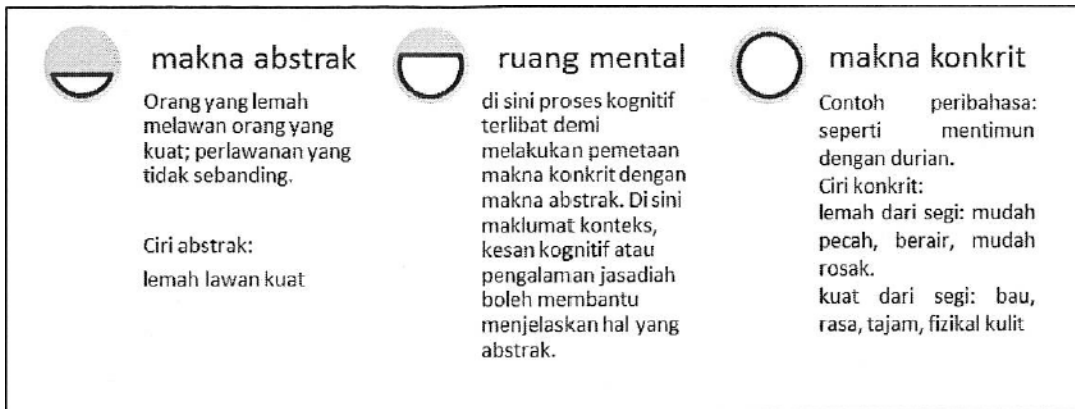 makna abstrak
Orang yang lemah
melawan orang yang
kuat; perlawanan yang
tidak sebanding.
Ciri abstrak:
lemah lawan kuat
ruang mental
di sini proses kognitif
terlibat demi
melakukan pemetaan
makna konkrit dengan
makna abstrak. Di sini
maklumat konteks,
kesan kognitif atau
pengalaman jasadiah
boleh membantu
menjelaskan hal yang
abstrak.
makna konkrit
Contoh peribahasa:
seperti mentimun
dengan durian.
Ciri konkrit:
lemah dari segi: mudah
pecah, berair, mudah
rosak.
kuat dari segi: bau,
rasa, tajam, fizikal kulit